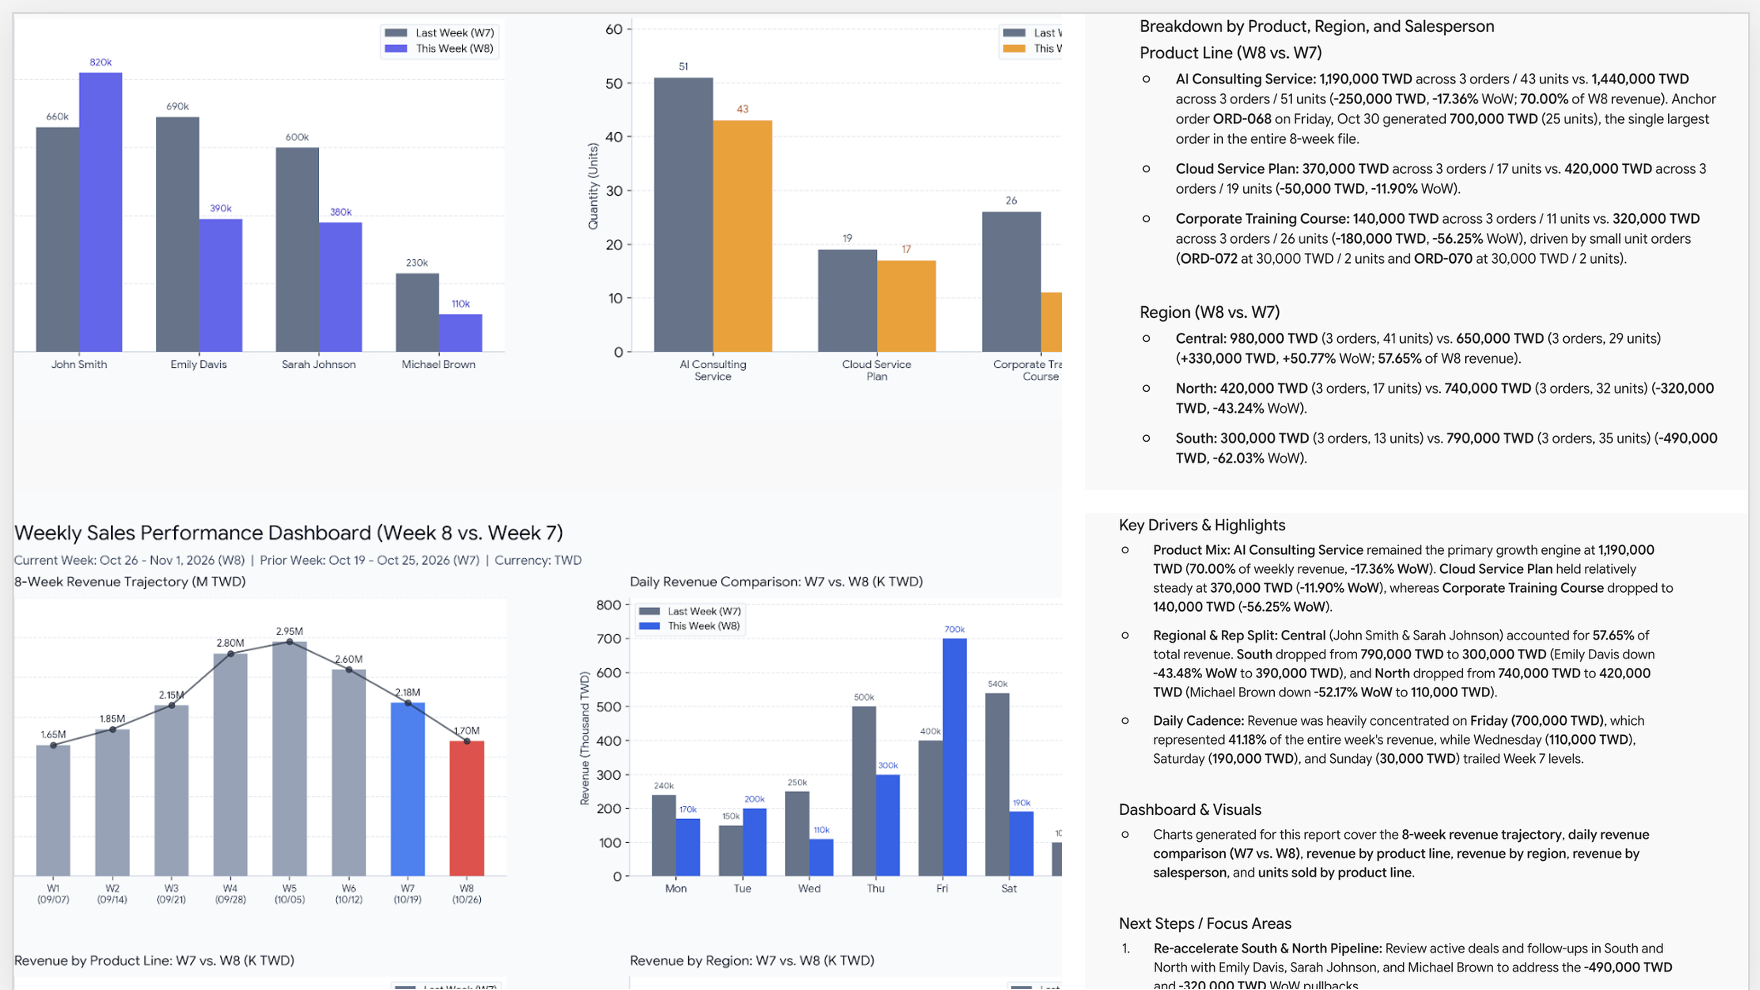 Last Week (W7)
This Week (W8)
820k
660k
690k
390k
600k
380k
230k
110k
John Smith
Emily Davis
Sarah Johnson
Michael Brown
60
50
40
30
20
10
0
Quantity (Units)
Last W
This W
51
43
19
17
26
AI Consulting
Service
Cloud Service
Plan
Corporate Tra
Course
Weekly Sales Performance Dashboard (Week 8 vs. Week 7)
Current Week: Oct 26 - Nov 1, 2026 (W8) | Prior Week: Oct 19 - Oct 25, 2026 (W7) | Currency: TWD
8-Week Revenue Trajectory (M TWD)
1.65M
1.85M
2.15M
2.80M
2.95M
2.60M
2.18M
1.70M
W1
(09/07)
W2
(09/14)
W3
(09/21)
W4
(09/28)
W5
(10/05)
W6
(10/12)
W7
(10/19)
W8
(10/26)
Daily Revenue Comparison: W7 vs. W8 (K TWD)
Last Week (W7)
This Week (W8)
800
700
600
500
400
300
200
100
0
Revenue (Thousand TWD)
240k
170k
150k
200k
250k
110k
500k
300k
400k
700k
540k
190k
10
Mon
Tue
Wed
Thu
Fri
Sat
Revenue by Product Line: W7 vs. W8 (K TWD)
Last Week (W7)
Revenue by Region: W7 vs. W8 (K TWD)
Last W
Breakdown by Product, Region, and Salesperson
Product Line (W8 vs. W7)
AI Consulting Service: 1,190,000 TWD across 3 orders / 43 units vs. 1,440,000 TWD
across 3 orders / 51 units (-250,000 TWD, -17.36% WoW; 70.00% of W8 revenue). Anchor
order ORD-068 on Friday, Oct 30 generated 700,000 TWD (25 units), the single largest
order in the entire 8-week file.
Cloud Service Plan: 370,000 TWD across 3 orders / 17 units vs. 420,000 TWD across 3
orders / 19 units (-50,000 TWD, -11.90% WoW).
Corporate Training Course: 140,000 TWD across 3 orders / 11 units vs. 320,000 TWD
across 3 orders / 26 units (-180,000 TWD, -56.25% WoW), driven by small unit orders
(ORD-072 at 30,000 TWD / 2 units and ORD-070 at 30,000 TWD / 2 units).
Region (W8 vs. W7)
Central: 980,000 TWD (3 orders, 41 units) vs. 650,000 TWD (3 orders, 29 units)
(+330,000 TWD, +50.77% WoW; 57.65% of W8 revenue).
North: 420,000 TWD (3 orders, 17 units) vs. 740,000 TWD (3 orders, 32 units) (-320,000
TWD, -43.24% WoW).
South: 300,000 TWD (3 orders, 13 units) vs. 790,000 TWD (3 orders, 35 units) (-490,000
TWD, -62.03% WoW).
Key Drivers & Highlights
Product Mix: AI Consulting Service remained the primary growth engine at 1,190,000
TWD (70.00% of weekly revenue, -17.36% WoW). Cloud Service Plan held relatively
steady at 370,000 TWD (-11.90% WoW), whereas Corporate Training Course dropped to
140,000 TWD (-56.25% WoW).
Regional & Rep Split: Central (John Smith & Sarah Johnson) accounted for 57.65% of
total revenue. South dropped from 790,000 TWD to 300,000 TWD (Emily Davis down
-43.48% WoW to 390,000 TWD), and North dropped from 740,000 TWD to 420,000
TWD (Michael Brown down -52.17% WoW to 110,000 TWD).
Daily Cadence: Revenue was heavily concentrated on Friday (700,000 TWD), which
represented 41.18% of the entire week's revenue, while Wednesday (110,000 TWD),
Saturday (190,000 TWD), and Sunday (30,000 TWD) trailed Week 7 levels.
Dashboard & Visuals
Charts generated for this report cover the 8-week revenue trajectory, daily revenue
comparison (W7 vs. W8), revenue by product line, revenue by region, revenue by
salesperson, and units sold by product line.
Next Steps / Focus Areas
1. Re-accelerate South & North Pipeline: Review active deals and follow-ups in South and
North with Emily Davis, Sarah Johnson, and Michael Brown to address the -490,000 TWD
and -320,000 TWD WoW pullbacks.